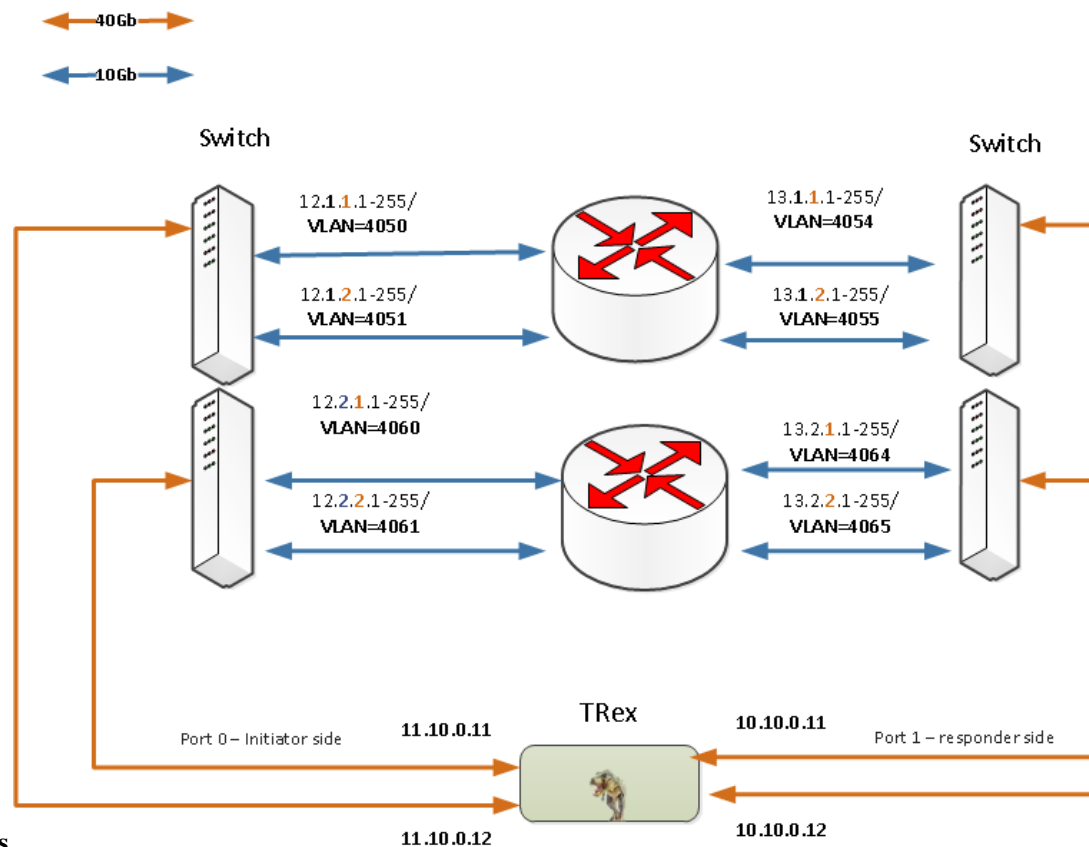 40Gb
10Gb
Switch
Switch
12.1.1.1-255/
VLAN=4050
13.1.1.1-255/
VLAN=4054
12.1.2.1-255/
VLAN=4051
13.1.2.1-255/
VLAN=4055
12.2.1.1-255/
VLAN=4060
13.2.1.1-255/
VLAN=4064
12.2.2.1-255/
VLAN=4061
13.2.2.1-255/
VLAN=4065
TRex
11.10.0.11
10.10.0.11
Port 0 – Initiator side
Port 1 – responder side
11.10.0.12
10.10.0.12
s